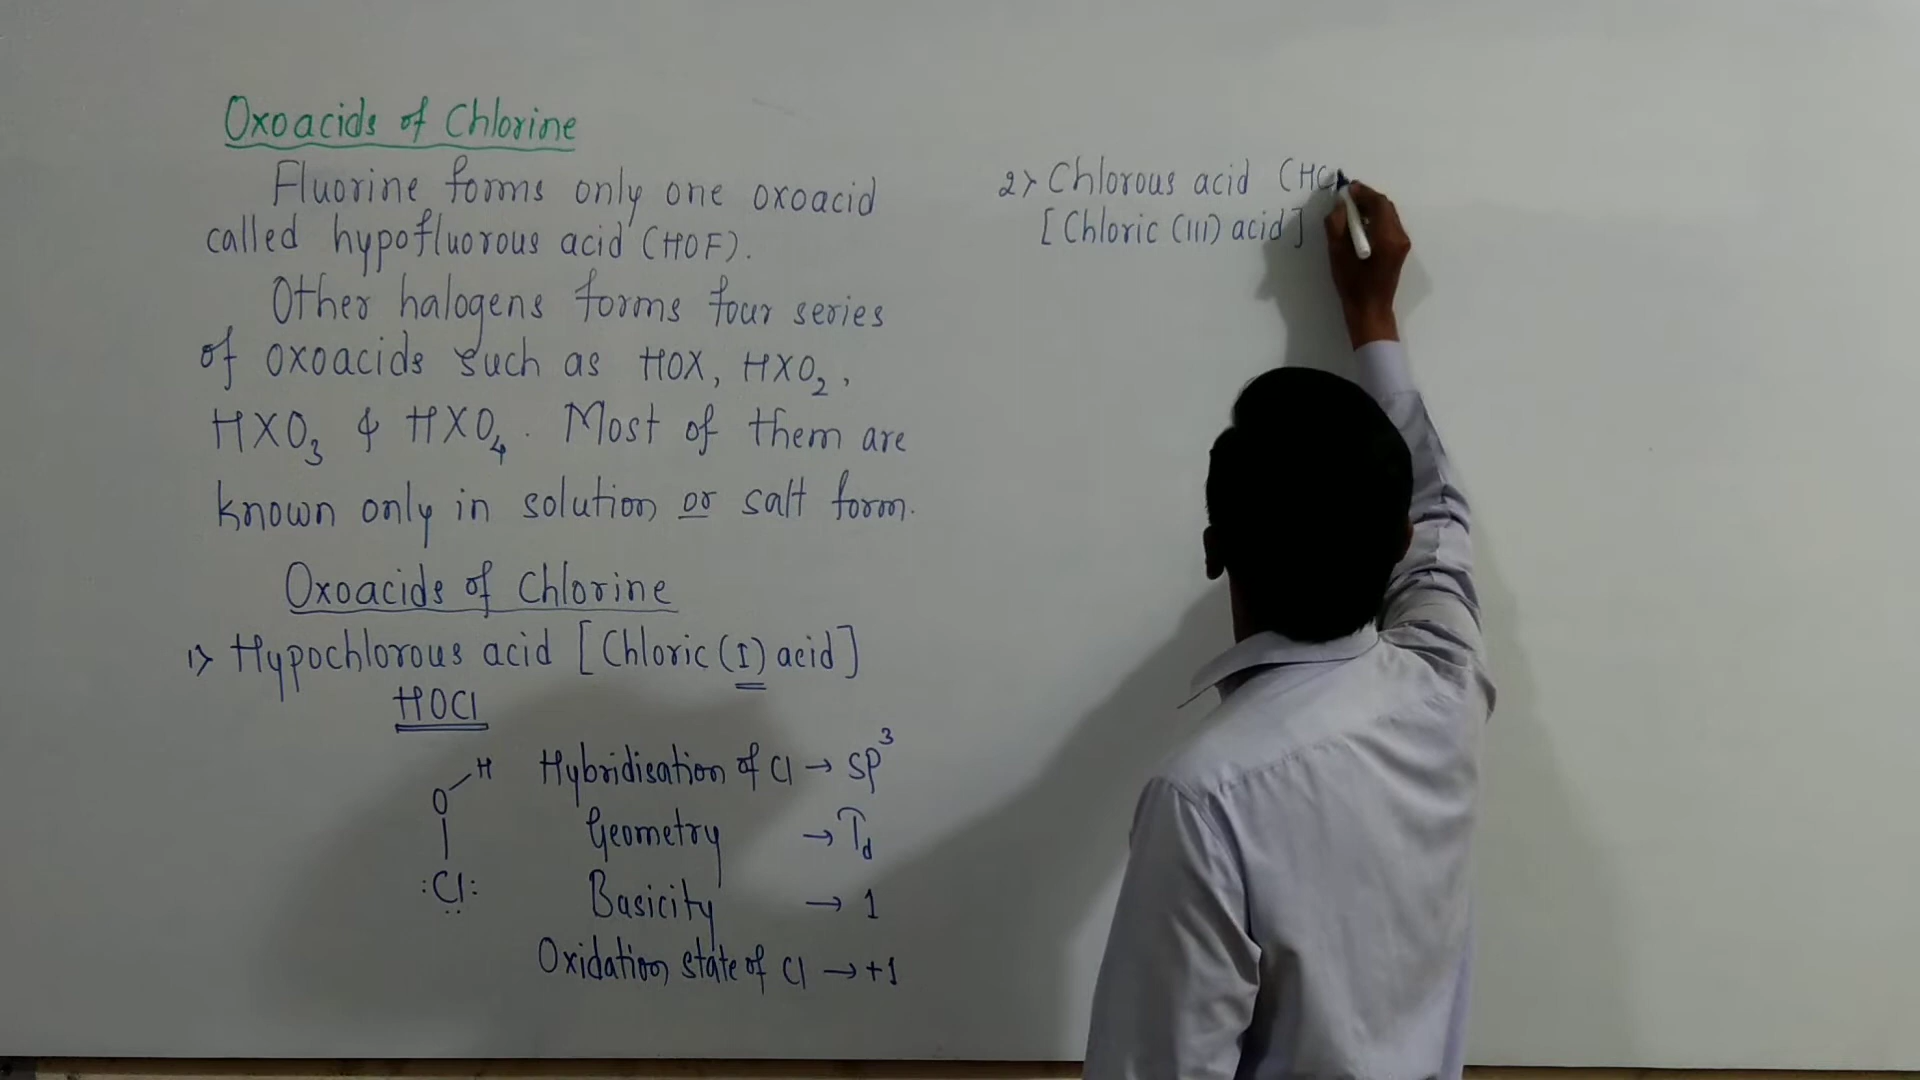 Oxoacids of Chlorine
Fluorine forms only one oxoacid
called hypofluorous acid (HOF).
Other halogens forms four series
of oxoacids such as HOX, HXO₂,
HXO₃ & HXO₄. Most of them are
known only in solution or salt form.
Oxoacids of Chlorine
1> Hypochlorous acid [Chloric (I) acid]
HOCl
H
O
:Cl:
Hybridisation of Cl → sp³
Geometry → Td
Basicity → 1
Oxidation state of Cl → +1
2> Chlorous acid (HCl
[Chloric (III) acid]